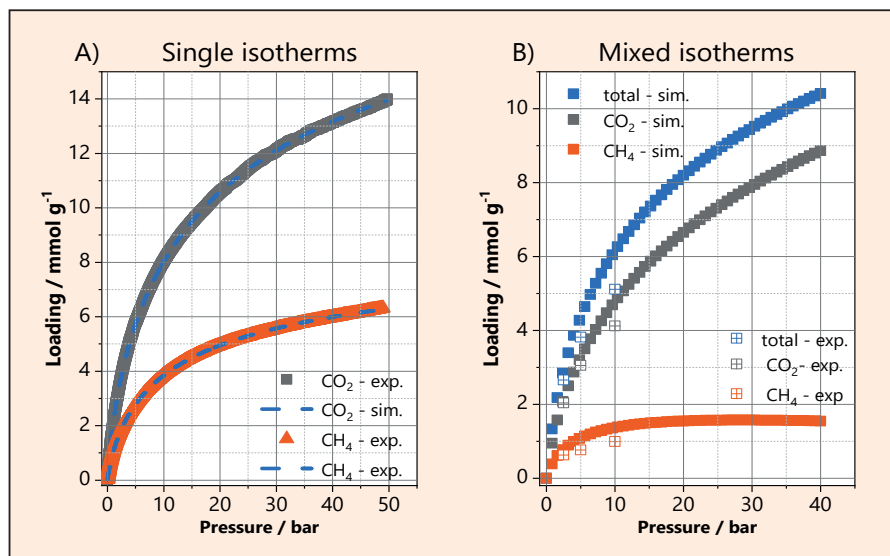 A) Single isotherms
B) Mixed isotherms
Loading / mmol g⁻¹
14
12
10
8
6
4
2
0
CO₂ - exp.
CO₂ - sim.
CH₄ - exp.
CH₄ - exp.
0 10 20 30 40 50
Pressure / bar
Loading / mmol g⁻¹
10
8
6
4
2
0
total - sim.
CO₂ - sim.
CH₄ - sim.
total - exp.
CO₂- exp.
CH₄ - exp
0 10 20 30 40
Pressure / bar